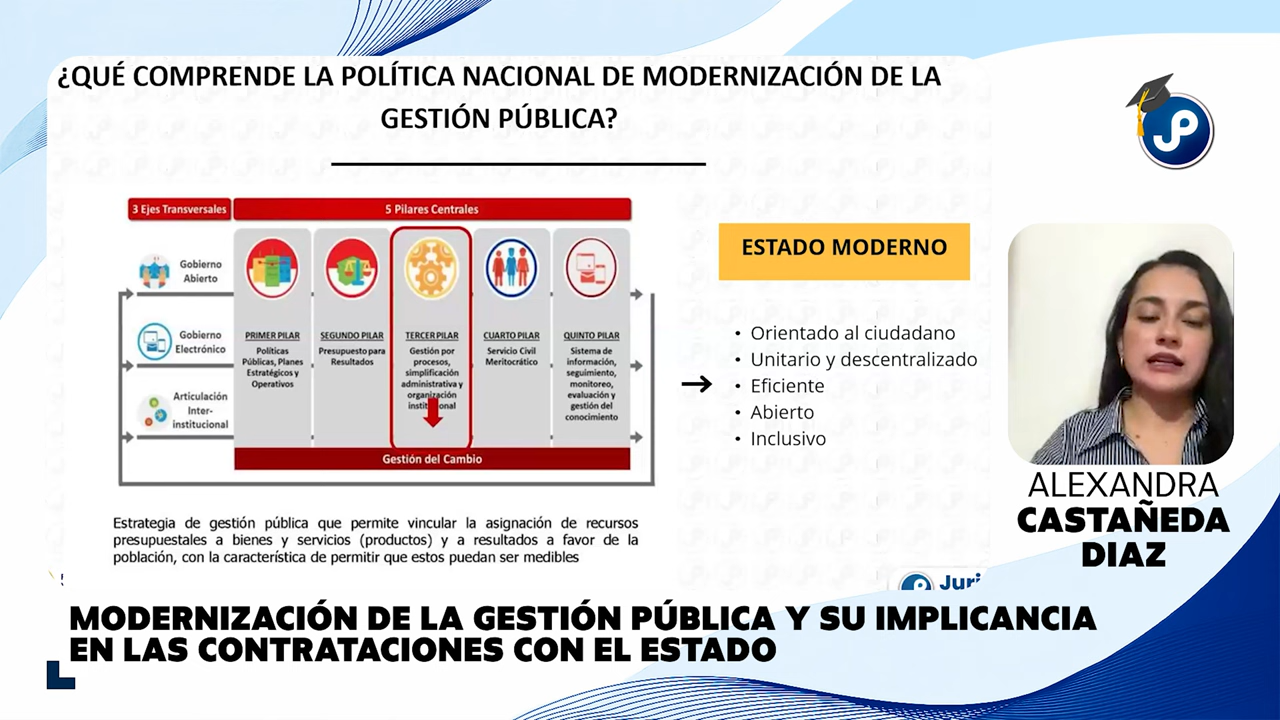 ¿QUÉ COMPRENDE LA POLÍTICA NACIONAL DE MODERNIZACIÓN DE LA
GESTIÓN PÚBLICA?
3 Ejes Transversales
5 Pilares Centrales
Gobierno
Abierto
Gobierno
Electrónico
Articulación
Inter-
institucional
PRIMER PILAR
Políticas
Públicas, Planes
Estratégicos y
Operativos
SEGUNDO PILAR
Presupuesto para
Resultados
TERCER PILAR
Gestión por
procesos,
simplificación
administrativa y
organización
institucional
CUARTO PILAR
Servicio Civil
Meritocrático
QUINTO PILAR
Sistema de
información,
seguimiento,
monitoreo,
evaluación y
gestión del
conocimiento
Gestión del Cambio
Estrategia de gestión pública que permite vincular la asignación de recursos
presupuestales a bienes y servicios (productos) y a resultados a favor de la
población, con la característica de permitir que estos puedan ser medibles
ESTADO MODERNO
• Orientado al ciudadano
• Unitario y descentralizado
• Eficiente
• Abierto
• Inclusivo
JP
ALEXANDRA
CASTAÑEDA
DIAZ
MODERNIZACIÓN DE LA GESTIÓN PÚBLICA Y SU IMPLICANCIA
EN LAS CONTRATACIONES CON EL ESTADO